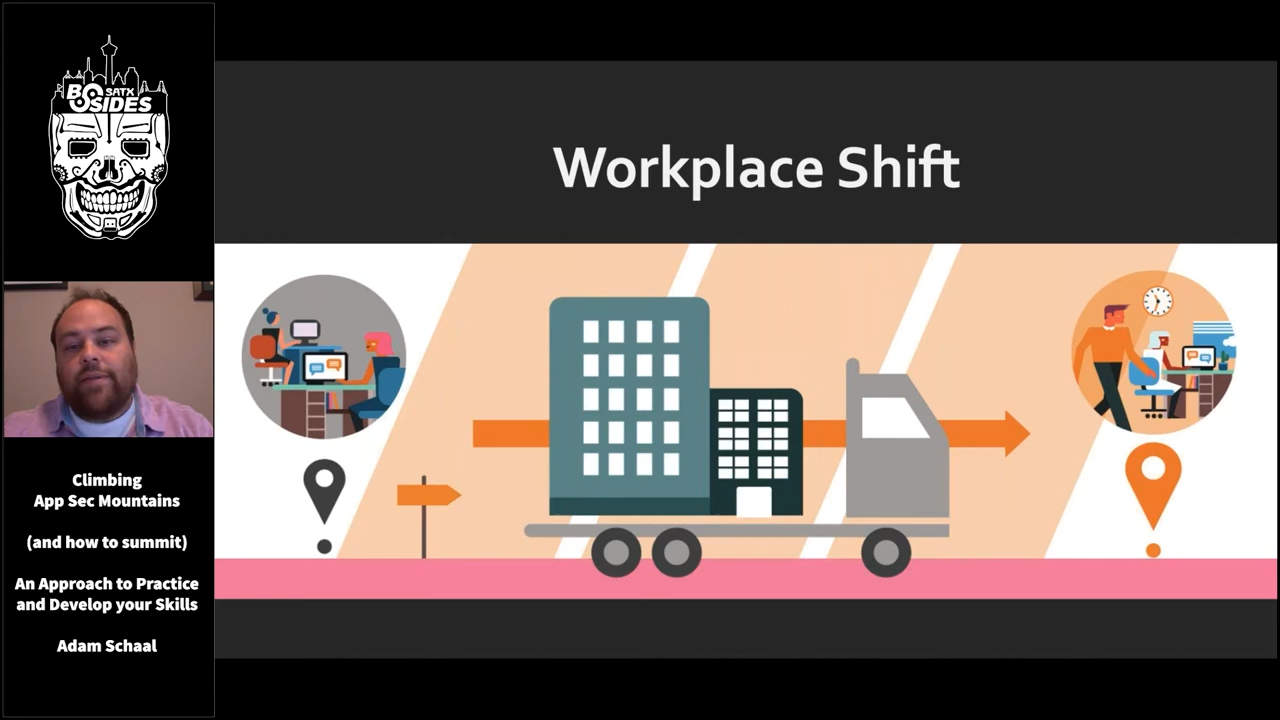 BSIDES
SATX
Climbing
App Sec Mountains
(and how to summit)
An Approach to Practice
and Develop your Skills
Adam Schaal
Workplace Shift